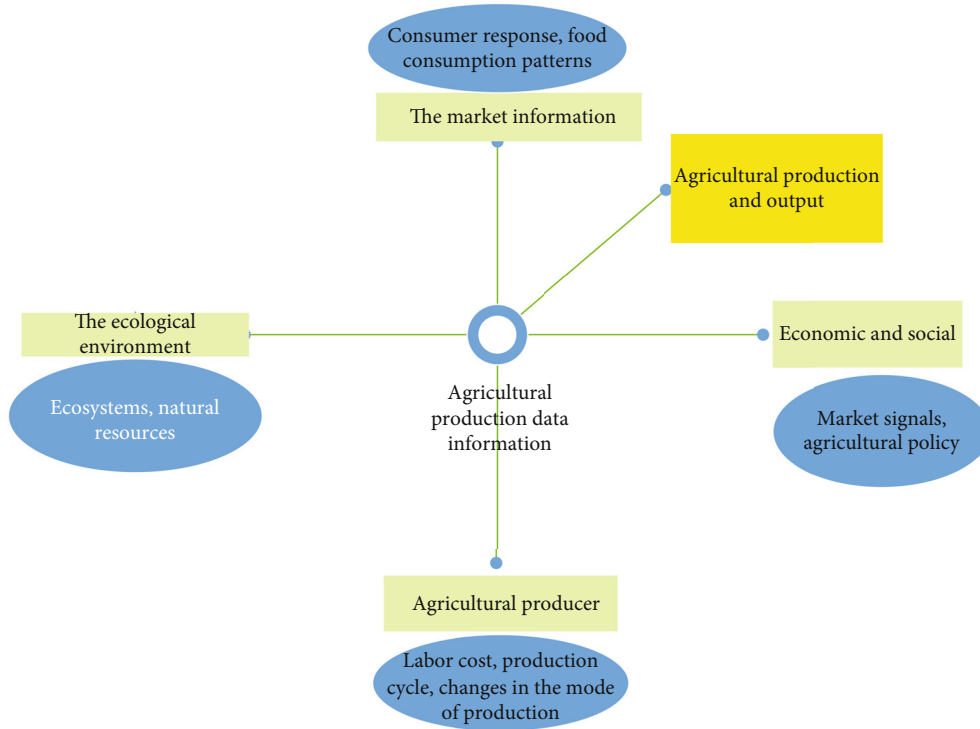 Consumer response, food
consumption patterns
The market information
Agricultural production
and output
The ecological
environment
Economic and social
Ecosystems, natural
resources
Agricultural
production data
information
Market signals,
agricultural policy
Agricultural producer
Labor cost, production
cycle, changes in the mode
of production